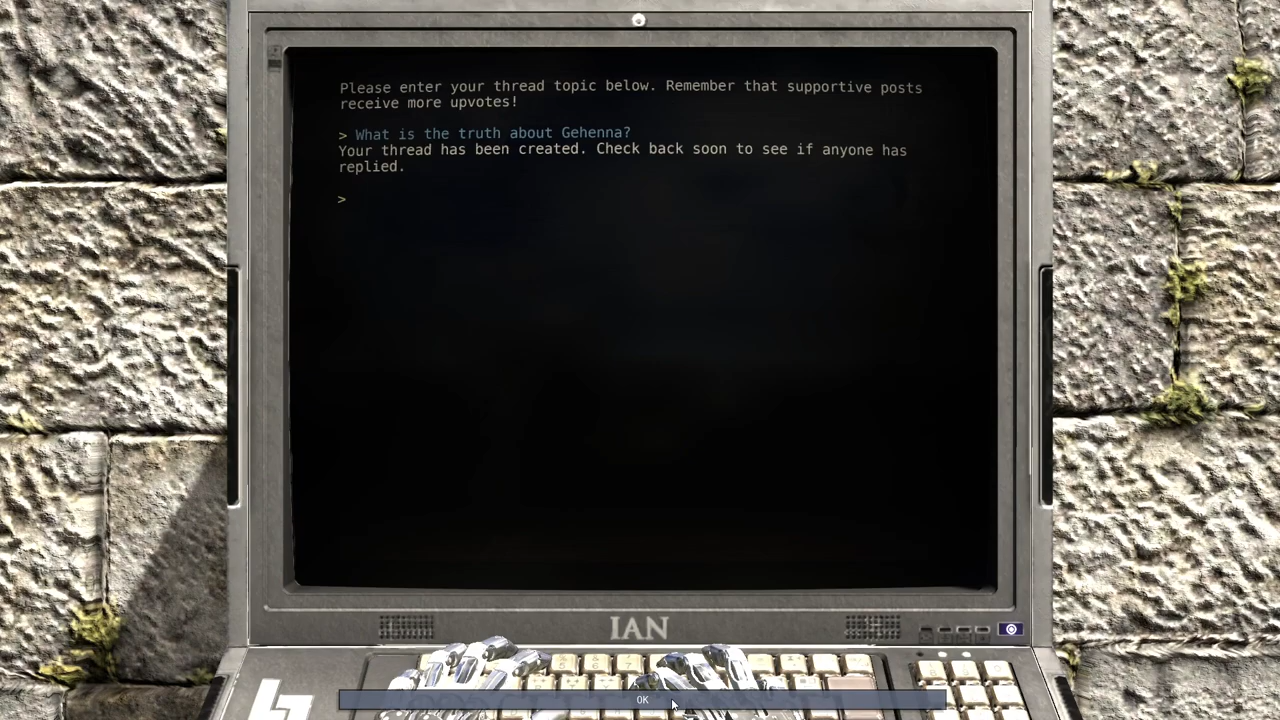 Please enter your thread topic below. Remember that supportive posts
receive more upvotes!
> What is the truth about Gehenna?
Your thread has been created. Check back soon to see if anyone has
replied.
>
IAN
OK